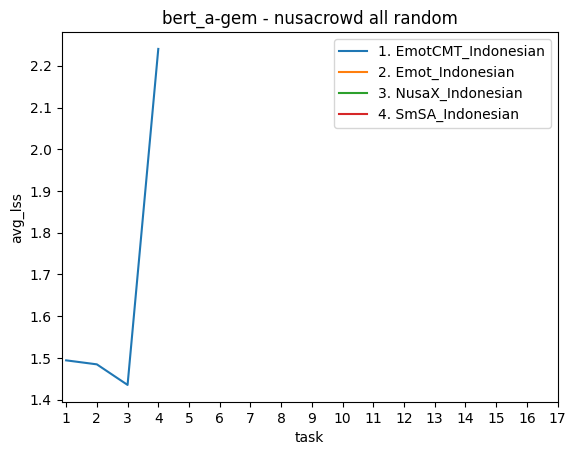 bert_a-gem - nusacrowd all random
1. EmotCMT_Indonesian
2. Emot_Indonesian
3. NusaX_Indonesian
4. SmSA_Indonesian
avg_lss
2.2
2.1
2.0
1.9
1.8
1.7
1.6
1.5
1.4
1 2 3 4 5 6 7 8 9 10 11 12 13 14 15 16 17
task